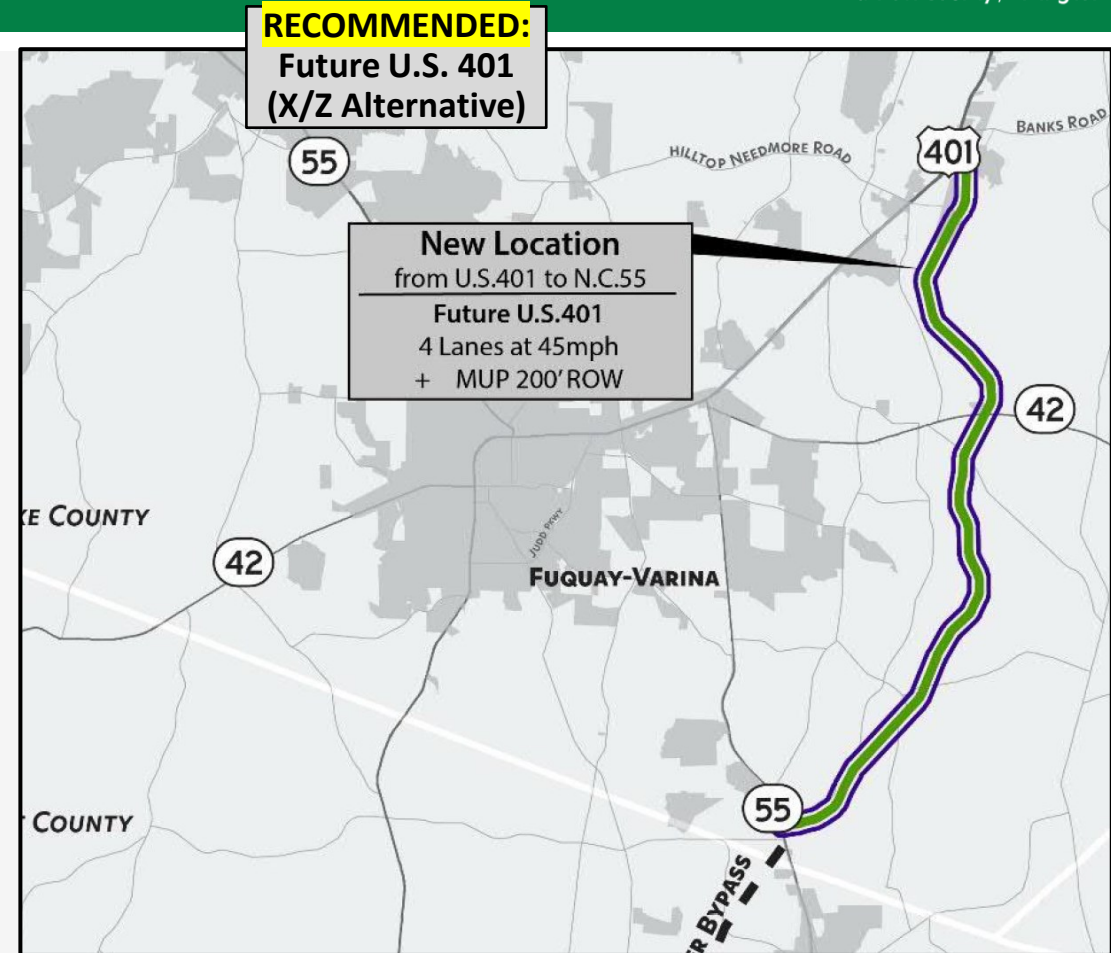 RECOMMENDED:
Future U.S. 401
(X/Z Alternative)
55
HILLTOP NEEDMORE ROAD
401
BANKS ROAD
New Location
from U.S.401 to N.C.55
Future U.S.401
4 Lanes at 45mph
+ MUP 200' ROW
42
COUNTY
42
JUDD PKWY
FUQUAY-VARINA
55
COUNTY
BYPASS